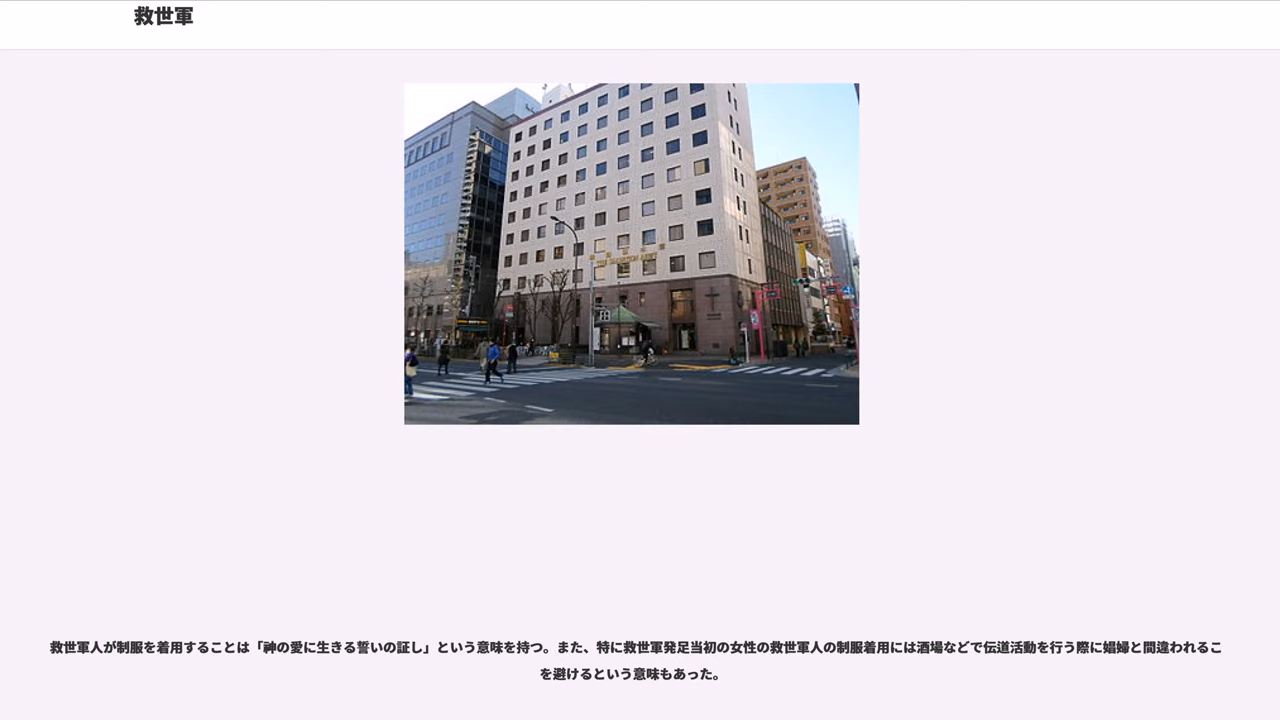 救世軍
THE SALVATION ARMY
救世軍人が制服を着用することは「神の愛に生きる誓いの証し」という意味を持つ。また、特に救世軍発足当初の女性の救世軍人の制服着用には酒場などで伝道活動を行う際に娼婦と間違われるこ
を避けるという意味もあった。